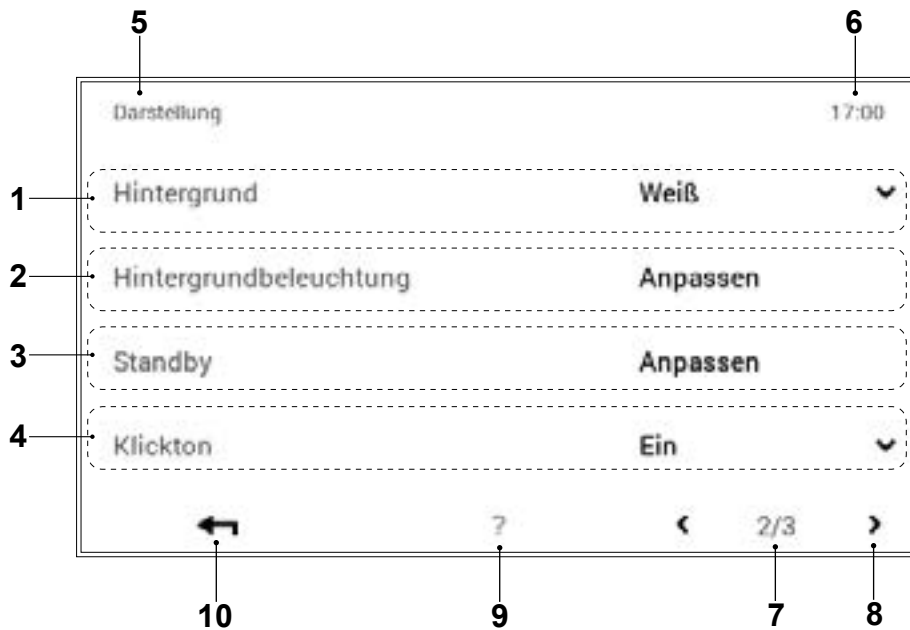 5 6
Darstellung 17:00
1 Hintergrund Weiß
2 Hintergrundbeleuchtung Anpassen
3 Standby Anpassen
4 Klickton Ein
? 2/3
10 9 7 8